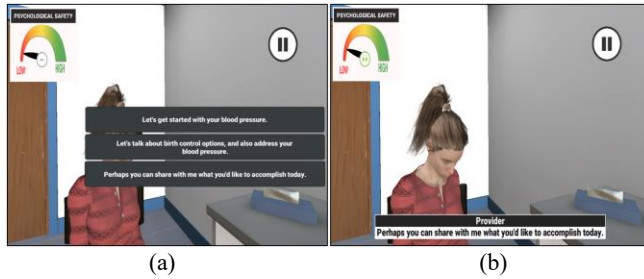 PSYCHOLOGICAL SAFETY
LOW
HIGH
Let's get started with your blood pressure.
Let's talk about birth control options, and also address your
blood pressure.
Perhaps you can share with me what you'd like to accomplish today.
(a)
PSYCHOLOGICAL SAFETY
LOW
HIGH
Provider
Perhaps you can share with me what you'd like to accomplish today.
(b)